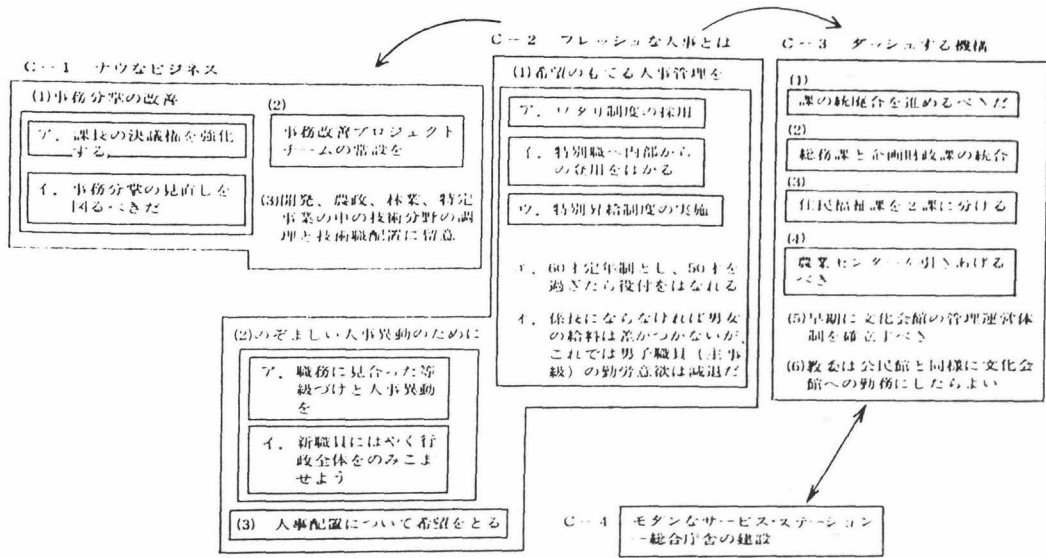 C－1 ナウなビジネス
(1)事務分掌の改善
ア．課長の決議権を強化
する
イ．事務分掌の見直しを
図るべきだ
(2)
事務改善プロジェクト
チームの常設を
(3)開発、農政、林業、特定
事業の中の技術分野の調
理と技術職配置に留意
C－2 フレッシュな人事とは
(1)希望のもてる人事管理を
ア．ワタリ制度の採用
イ．特別職へ内部から
の登用をはかる
ウ．特別昇給制度の実施
エ．60才定年制とし、50才を
過ぎたら役付をはなれる
イ．係長にならなければ男女
の給料は差がつかないが、
これでは男子職員（主事
級）の勤労意欲は減退だ
(2)のぞましい人事異動のために
ア．職務に見合った等
級づけと人事異動
を
イ．新職員にはやく行
政全体をのみこま
せよう
(3) 人事配置について希望をとる
C－3 ダッシュする機構
(1)
課の統廃合を進めるべきだ
(2)
総務課と企画財政課の統合
(3)
住民福祉課を2課に分ける
(4)
農業センターを引きあげる
べき
(5)早期に文化会館の管理運営体
制を確立すべき
(6)教委は公民館と同様に文化会
館への勤務にしたらよい
C－4 モダンなサービス・ステーション
－総合庁舎の建設